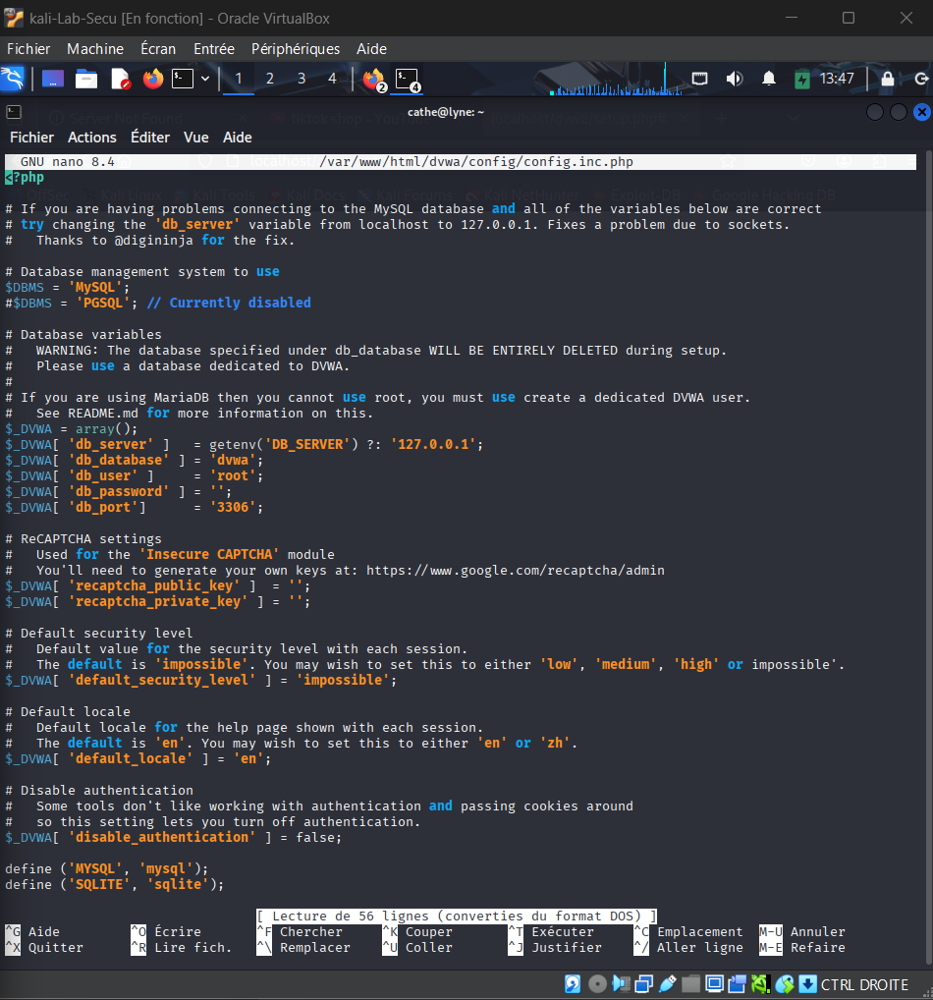 kali-Lab-Secu [En fonction] - Oracle VirtualBox
Fichier Machine Écran Entrée Périphériques Aide
1 2 3 4 2 4 13:47
cathe@lyne: ~
Fichier Actions Éditer Vue Aide
GNU nano 8.4 /var/www/html/dvwa/config/config.inc.php
<?php
# If you are having problems connecting to the MySQL database and all of the variables below are correct
# try changing the 'db_server' variable from localhost to 127.0.0.1. Fixes a problem due to sockets.
#   Thanks to @digininja for the fix.
# Database management system to use
$DBMS = 'MySQL';
#$DBMS = 'PGSQL'; // Currently disabled
# Database variables
#   WARNING: The database specified under db_database WILL BE ENTIRELY DELETED during setup.
#   Please use a database dedicated to DVWA.
#
# If you are using MariaDB then you cannot use root, you must use create a dedicated DVWA user.
#   See README.md for more information on this.
$_DVWA = array();
$_DVWA[ 'db_server' ]   = getenv('DB_SERVER') ?: '127.0.0.1';
$_DVWA[ 'db_database' ] = 'dvwa';
$_DVWA[ 'db_user' ]     = 'root';
$_DVWA[ 'db_password' ] = '';
$_DVWA[ 'db_port']      = '3306';
# ReCAPTCHA settings
#   Used for the 'Insecure CAPTCHA' module
#   You'll need to generate your own keys at: https://www.google.com/recaptcha/admin
$_DVWA[ 'recaptcha_public_key' ]  = '';
$_DVWA[ 'recaptcha_private_key' ] = '';
# Default security level
#   Default value for the security level with each session.
#   The default is 'impossible'. You may wish to set this to either 'low', 'medium', 'high' or impossible'.
$_DVWA[ 'default_security_level' ] = 'impossible';
# Default locale
#   Default locale for the help page shown with each session.
#   The default is 'en'. You may wish to set this to either 'en' or 'zh'.
$_DVWA[ 'default_locale' ] = 'en';
# Disable authentication
#   Some tools don't like working with authentication and passing cookies around
#   so this setting lets you turn off authentication.
$_DVWA[ 'disable_authentication' ] = false;
define ('MYSQL', 'mysql');
define ('SQLITE', 'sqlite');
[ Lecture de 56 lignes (converties du format DOS) ]
^G Aide ^O Écrire ^F Chercher ^K Couper ^T Exécuter ^C Emplacement M-U Annuler
^X Quitter ^R Lire fich. ^\ Remplacer ^U Coller ^J Justifier ^/ Aller ligne M-E Refaire
CTRL DROITE